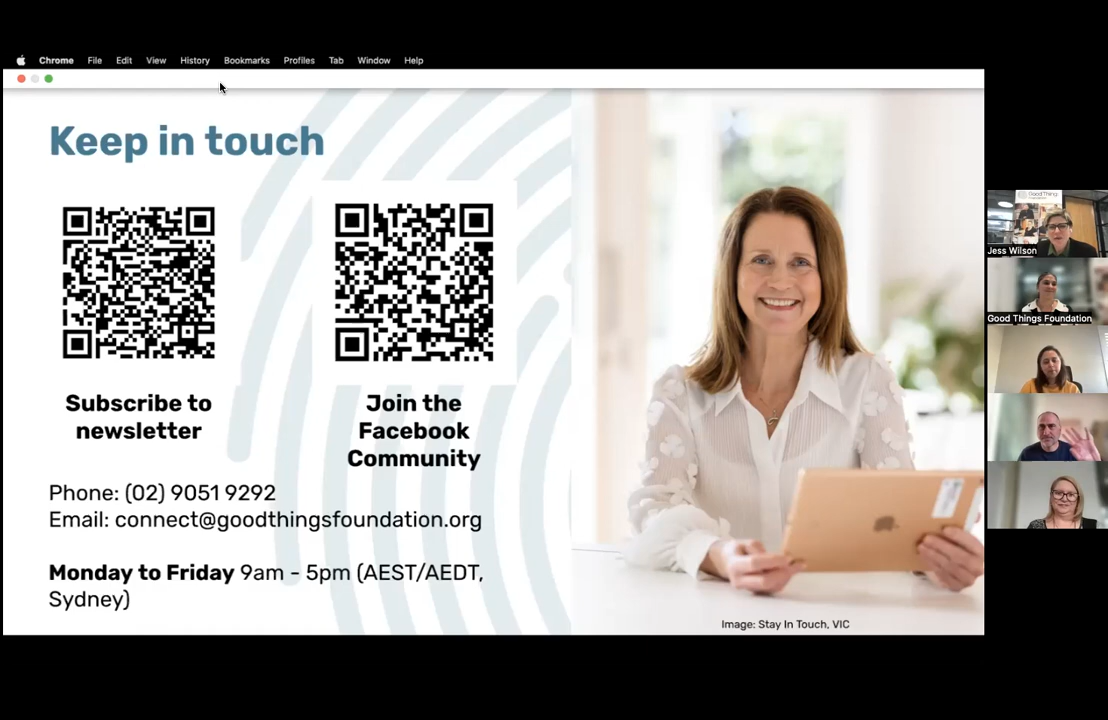 Chrome File Edit View History Bookmarks Profiles Tab Window Help
Keep in touch
Subscribe to
newsletter
Join the
Facebook
Community
Phone: (02) 9051 9292
Email: connect@goodthingsfoundation.org
Monday to Friday 9am - 5pm (AEST/AEDT,
Sydney)
Image: Stay In Touch, VIC
Good Things
Jess Wilson
Good Things Foundation